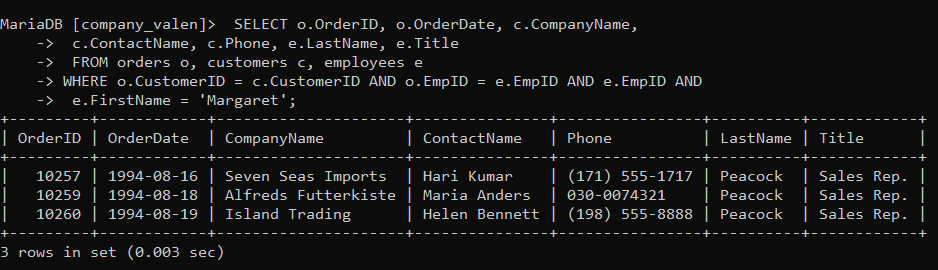 MariaDB [company_valen]>  SELECT o.OrderID, o.OrderDate, c.CompanyName,
    ->  c.ContactName, c.Phone, e.LastName, e.Title
    ->  FROM orders o, customers c, employees e
    -> WHERE o.CustomerID = c.CustomerID AND o.EmpID = e.EmpID AND e.EmpID AND
    ->  e.FirstName = 'Margaret';
+---------+------------+---------------------+---------------+----------------+----------+------------+
| OrderID | OrderDate  | CompanyName         | ContactName   | Phone          | LastName | Title      |
+---------+------------+---------------------+---------------+----------------+----------+------------+
|   10257 | 1994-08-16 | Seven Seas Imports  | Hari Kumar    | (171) 555-1717 | Peacock  | Sales Rep. |
|   10259 | 1994-08-18 | Alfreds Futterkiste | Maria Anders  | 030-0074321    | Peacock  | Sales Rep. |
|   10260 | 1994-08-19 | Island Trading      | Helen Bennett | (198) 555-8888 | Peacock  | Sales Rep. |
+---------+------------+---------------------+---------------+----------------+----------+------------+
3 rows in set (0.003 sec)